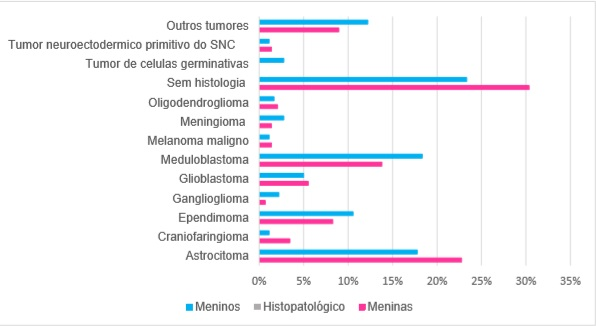 Outros tumores
Tumor neuroectodermico primitivo do SNC
Tumor de celulas germinativas
Sem histologia
Oligodendroglioma
Meningioma
Melanoma maligno
Meduloblastoma
Glioblastoma
Ganglioglioma
Ependimoma
Craniofaringioma
Astrocitoma
0% 5% 10% 15% 20% 25% 30% 35%
Meninos Histopatológico Meninas